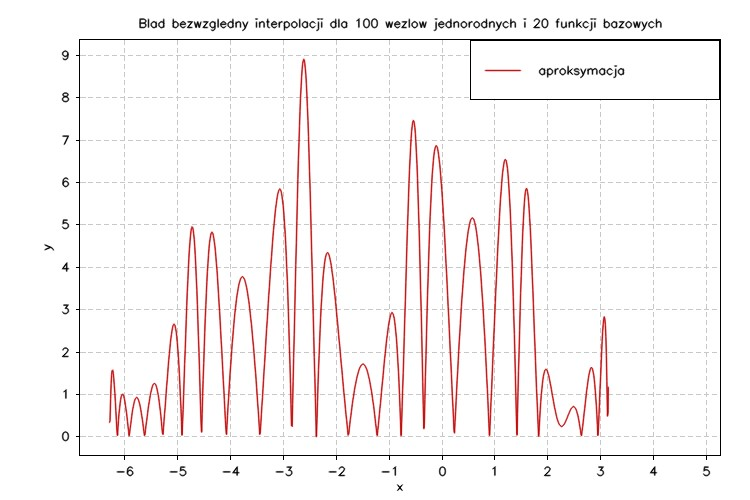 Blad bezwzgledny interpolacji dla 100 wezlow jednorodnych i 20 funkcji bazowych
aproksymacja
9
8
7
6
5
4
3
2
1
0
y
−6 −5 −4 −3 −2 −1 0 1 2 3 4 5
x